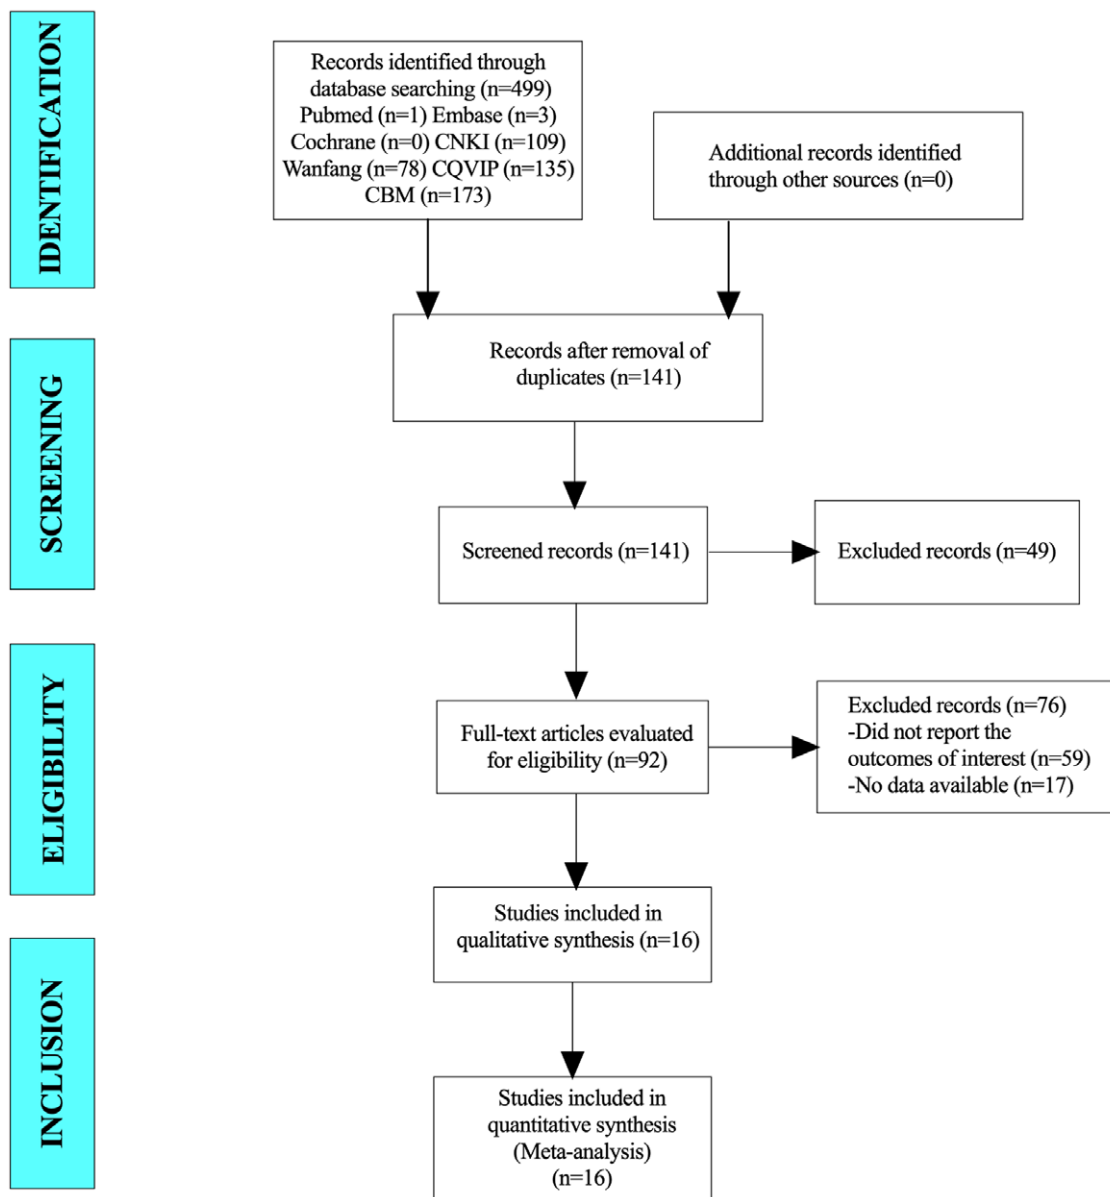 IDENTIFICATION
Records identified through
database searching (n=499)
Pubmed (n=1) Embase (n=3)
Cochrane (n=0) CNKI (n=109)
Wanfang (n=78) CQVIP (n=135)
CBM (n=173)
Additional records identified
through other sources (n=0)
Records after removal of
duplicates (n=141)
SCREENING
Screened records (n=141)
Excluded records (n=49)
ELIGIBILITY
Full-text articles evaluated
for eligibility (n=92)
Excluded records (n=76)
-Did not report the
outcomes of interest (n=59)
-No data available (n=17)
Studies included in
qualitative synthesis (n=16)
INCLUSION
Studies included in
quantitative synthesis
(Meta-analysis)
(n=16)